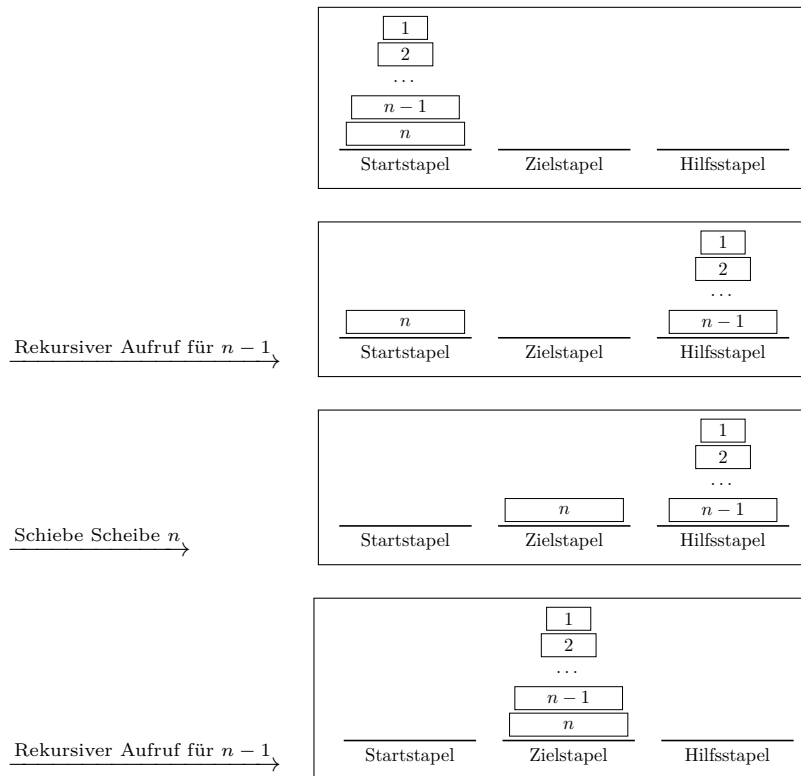 1
2
...
n − 1
n
Startstapel Zielstapel Hilfsstapel
1
2
...
n n − 1
Startstapel Zielstapel Hilfsstapel
Rekursiver Aufruf für n − 1
1
2
...
n n − 1
Startstapel Zielstapel Hilfsstapel
Schiebe Scheibe n
1
2
...
n − 1
n
Startstapel Zielstapel Hilfsstapel
Rekursiver Aufruf für n − 1